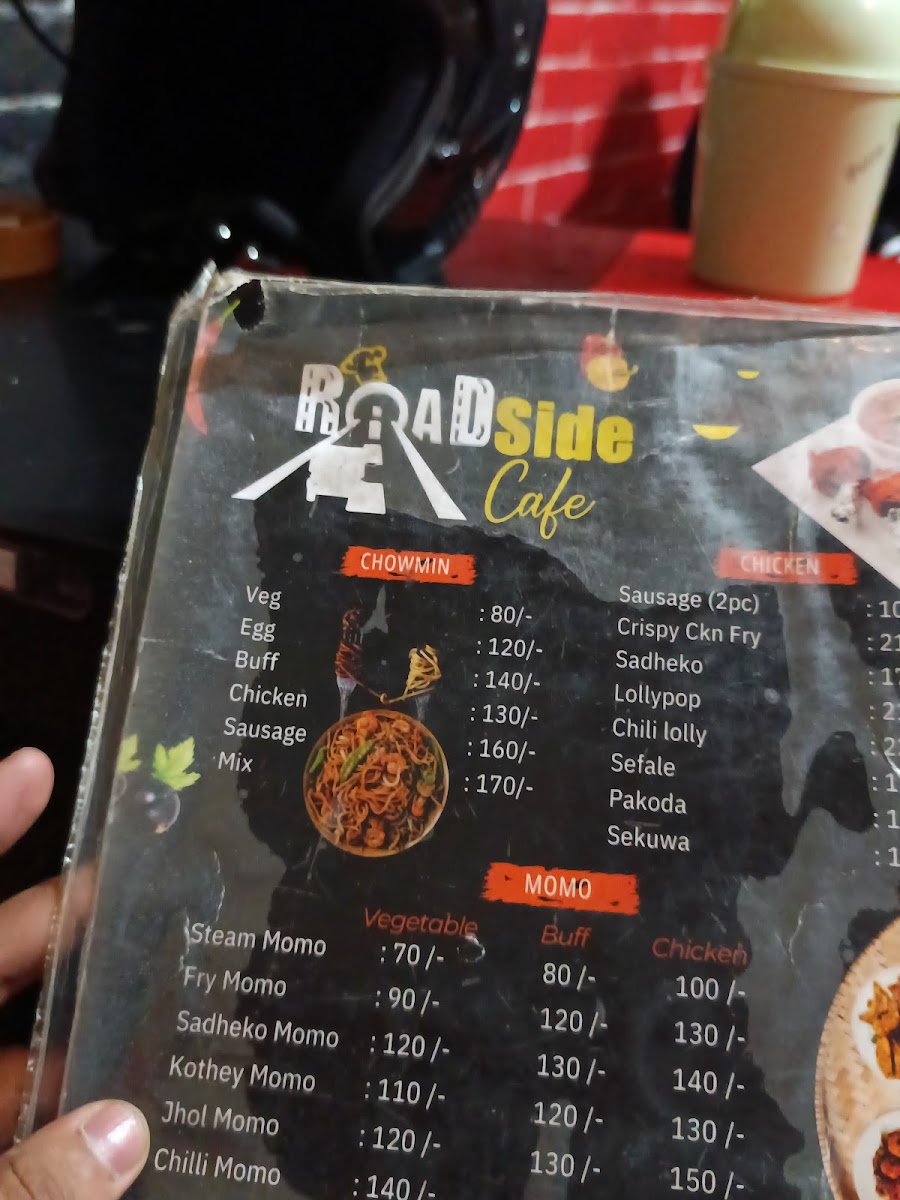 ROAD Side
Cafe
CHOWMIN
Veg : 80/-
Egg : 120/-
Buff : 140/-
Chicken : 130/-
Sausage : 160/-
Mix : 170/-
CHICKEN
Sausage (2pc)
Crispy Ckn Fry
Sadheko
Lollypop
Chili lolly
Sefale
Pakoda
Sekuwa
MOMO
Vegetable Buff Chicken
Steam Momo : 70 /- 80 /- 100 /-
Fry Momo : 90 /- 120 /- 130 /-
Sadheko Momo : 120 /- 130 /- 140 /-
Kothey Momo : 110 /- 120 /- 130 /-
Jhol Momo : 120 /- 130 /- 150 /-
Chilli Momo : 140 /-